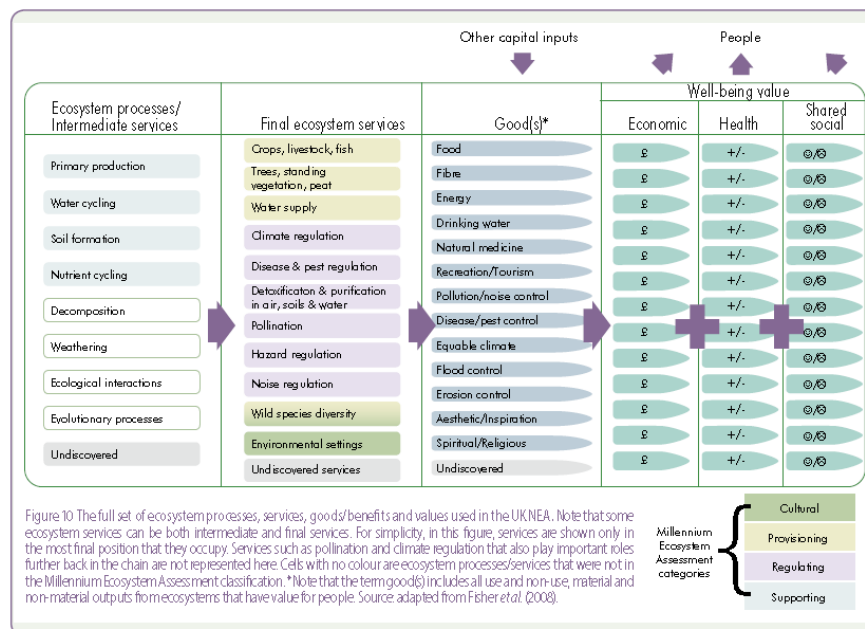 Other capital inputs
People
Well-being value
Ecosystem processes/
Intermediate services
Final ecosystem services
Good(s)*
Economic
Health
Shared
social
Primary production
Water cycling
Soil formation
Nutrient cycling
Decomposition
Weathering
Ecological interactions
Evolutionary processes
Undiscovered
Crops, livestock, fish
Trees, standing
vegetation, peat
Water supply
Climate regulation
Disease & pest regulation
Detoxificaton & purification
in air, soils & water
Pollination
Hazard regulation
Noise regulation
Wild species diversity
Environmental settings
Undiscovered services
Food
Fibre
Energy
Drinking water
Natural medicine
Recreation/Tourism
Pollution/noise control
Disease/pest control
Equable climate
Flood control
Erosion control
Aesthetic/Inspiration
Spiritual/Religious
Undiscovered
£ +/- ☺/☹
£ +/- ☺/☹
£ +/- ☺/☹
£ +/- ☺/☹
£ +/- ☺/☹
£ +/- ☺/☹
£ +/- ☺/☹
£ +/- ☺/☹
£ +/- ☺/☹
£ +/- ☺/☹
£ +/- ☺/☹
£ +/- ☺/☹
£ +/- ☺/☹
Figure 10 The full set of ecosystem processes, services, goods/benefits and values used in the UK NEA. Note that some
ecosystem services can be both intermediate and final services. For simplicity, in this figure, services are shown only in
the most final position that they occupy. Services such as pollination and climate regulation that also play important roles
further back in the chain are not represented here. Cells with no colour are ecosystem processes/services that were not in
the Millennium Ecosystem Assessment classification. *Note that the term good(s) includes all use and non-use, material and
non-material outputs from ecosystems that have value for people. Source: adapted from Fisher et al. (2008).
Millennium
Ecosystem
Assessment
categories
Cultural
Provisioning
Regulating
Supporting